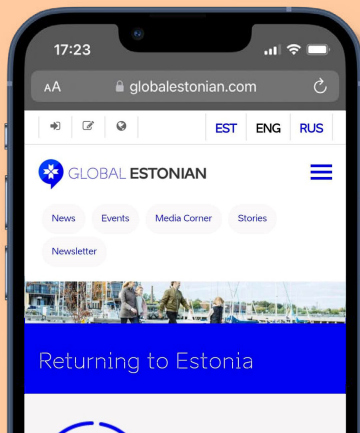 17:23
AA globalestonian.com
EST ENG RUS
GLOBAL ESTONIAN
News Events Media Corner Stories
Newsletter
Returning to Estonia